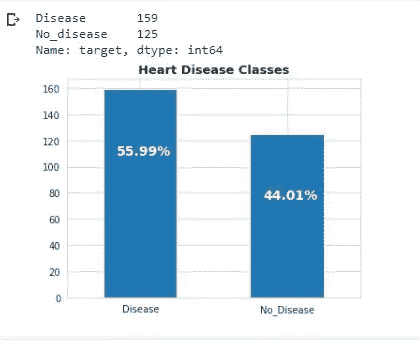 Disease 159
No_disease 125
Name: target, dtype: int64
Heart Disease Classes
160
140
120
100
80
60
40
20
0
55.99%
44.01%
Disease No_Disease